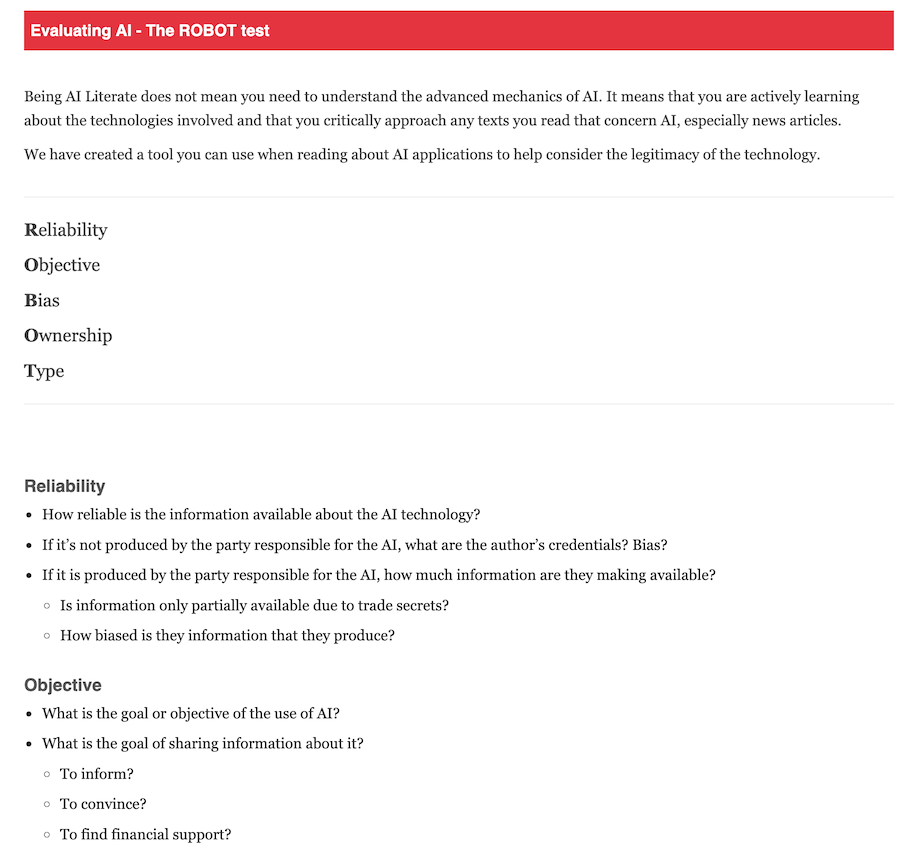 Evaluating AI - The ROBOT test
Being AI Literate does not mean you need to understand the advanced mechanics of AI. It means that you are actively learning
about the technologies involved and that you critically approach any texts you read that concern AI, especially news articles.
We have created a tool you can use when reading about AI applications to help consider the legitimacy of the technology.
Reliability
Objective
Bias
Ownership
Type
Reliability
• How reliable is the information available about the AI technology?
• If it’s not produced by the party responsible for the AI, what are the author’s credentials? Bias?
• If it is produced by the party responsible for the AI, how much information are they making available?
◦ Is information only partially available due to trade secrets?
◦ How biased is they information that they produce?
Objective
• What is the goal or objective of the use of AI?
• What is the goal of sharing information about it?
◦ To inform?
◦ To convince?
◦ To find financial support?